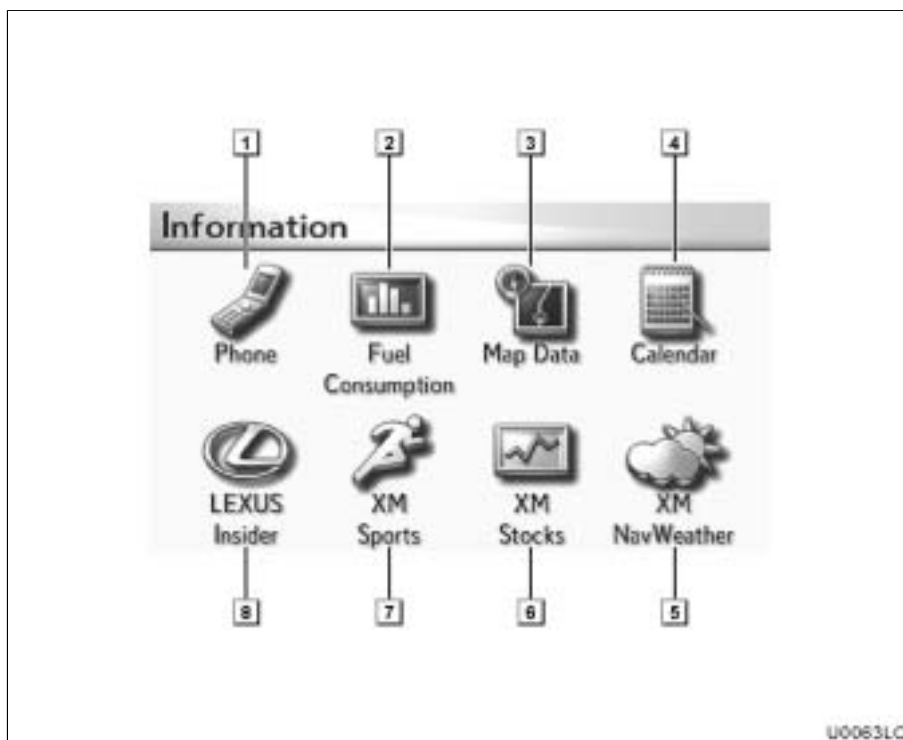 1 2 3 4
Information
Phone Fuel Map Data Calendar
Consumption
LEXUS XM XM XM
Insider Sports Stocks NavWeather
8 7 6 5
U0063LC